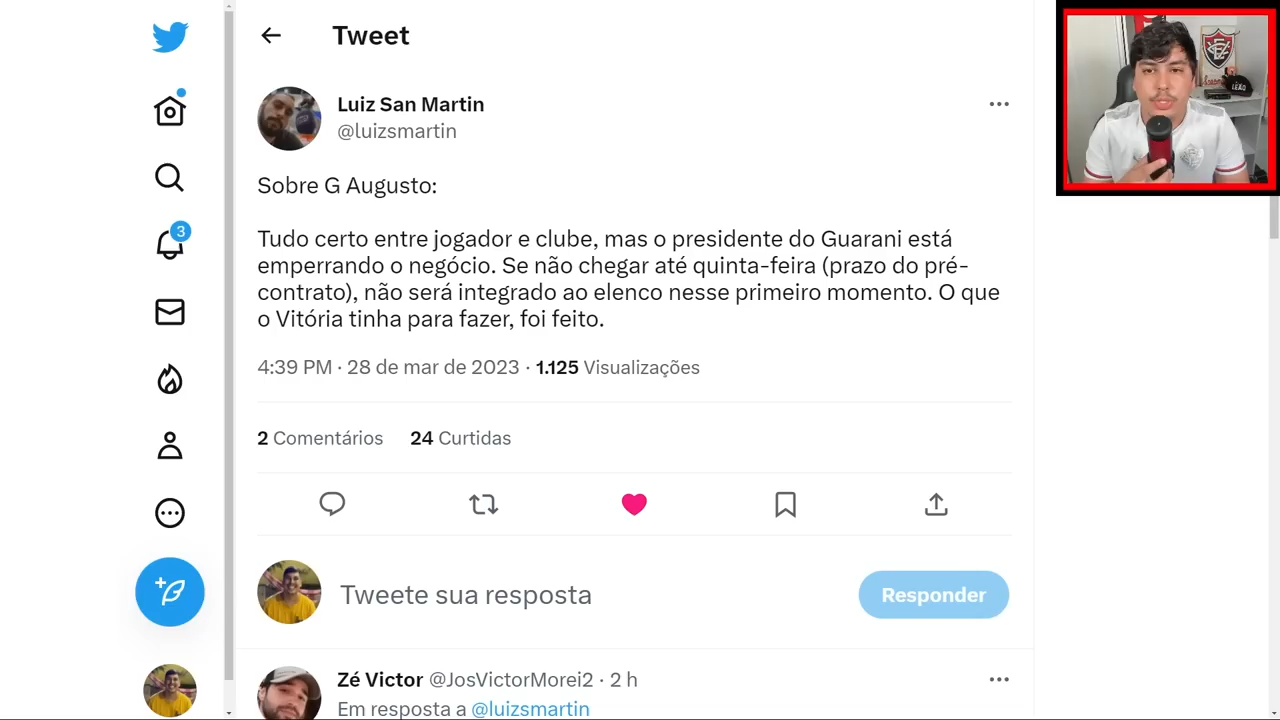 Tweet
Luiz San Martin
@luizsmartin
Sobre G Augusto:
Tudo certo entre jogador e clube, mas o presidente do Guarani está
emperrando o negócio. Se não chegar até quinta-feira (prazo do pré-
contrato), não será integrado ao elenco nesse primeiro momento. O que
o Vitória tinha para fazer, foi feito.
4:39 PM · 28 de mar de 2023 · 1.125 Visualizações
2 Comentários 24 Curtidas
3
Tweete sua resposta
Responder
Zé Victor @JosVictorMorei2 · 2 h
Em resposta a @luizsmartin